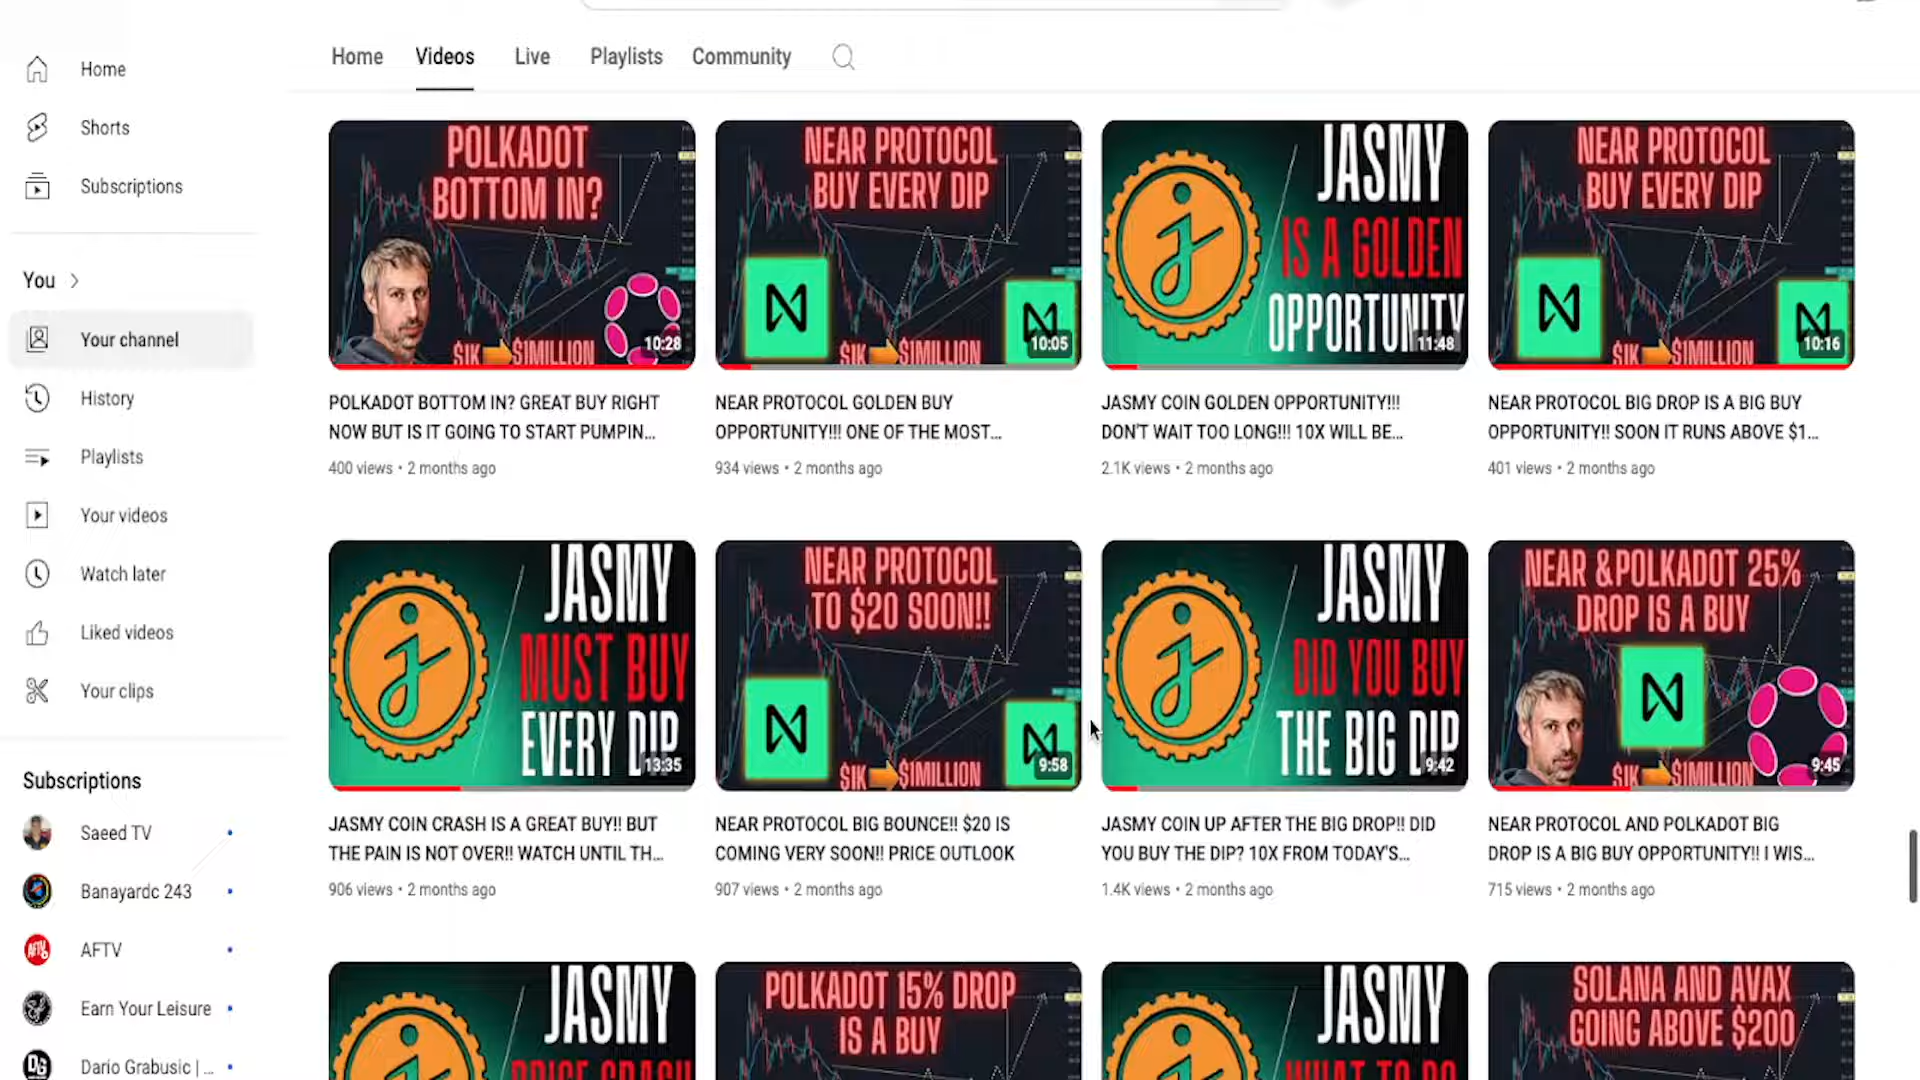 Home
Shorts
Subscriptions
You
Your channel
History
Playlists
Your videos
Watch later
Liked videos
Your clips
Subscriptions
Saeed TV
Banayardc 243
AFTV
Earn Your Leisure
Dario Grabusic | ...
Home Videos Live Playlists Community
POLKADOT
BOTTOM IN?
$1K $1MILLION
10:28
POLKADOT BOTTOM IN? GREAT BUY RIGHT
NOW BUT IS IT GOING TO START PUMPIN...
400 views • 2 months ago
NEAR PROTOCOL
BUY EVERY DIP
$1K $1MILLION
10:05
NEAR PROTOCOL GOLDEN BUY
OPPORTUNITY!!! ONE OF THE MOST...
934 views • 2 months ago
JASMY
IS A GOLDEN
OPPORTUNITY
11:48
JASMY COIN GOLDEN OPPORTUNITY!!!
DON'T WAIT TOO LONG!!! 10X WILL BE...
2.1K views • 2 months ago
NEAR PROTOCOL
BUY EVERY DIP
$1K $1MILLION
10:16
NEAR PROTOCOL BIG DROP IS A BIG BUY
OPPORTUNITY!! SOON IT RUNS ABOVE $1...
401 views • 2 months ago
JASMY
MUST BUY
EVERY DIP
13:35
JASMY COIN CRASH IS A GREAT BUY!! BUT
THE PAIN IS NOT OVER!! WATCH UNTIL TH...
906 views • 2 months ago
NEAR PROTOCOL
TO $20 SOON!!
$1K $1MILLION
9:58
NEAR PROTOCOL BIG BOUNCE!! $20 IS
COMING VERY SOON!! PRICE OUTLOOK
907 views • 2 months ago
JASMY
DID YOU BUY
THE BIG DIP
9:42
JASMY COIN UP AFTER THE BIG DROP!! DID
YOU BUY THE DIP? 10X FROM TODAY'S...
1.4K views • 2 months ago
NEAR &POLKADOT 25%
DROP IS A BUY
$1K $1MILLION
9:45
NEAR PROTOCOL AND POLKADOT BIG
DROP IS A BIG BUY OPPORTUNITY!! I WIS...
715 views • 2 months ago
JASMY
PRICE CRASH
POLKADOT 15% DROP
IS A BUY
JASMY
WHAT TO DO
SOLANA AND AVAX
GOING ABOVE $200